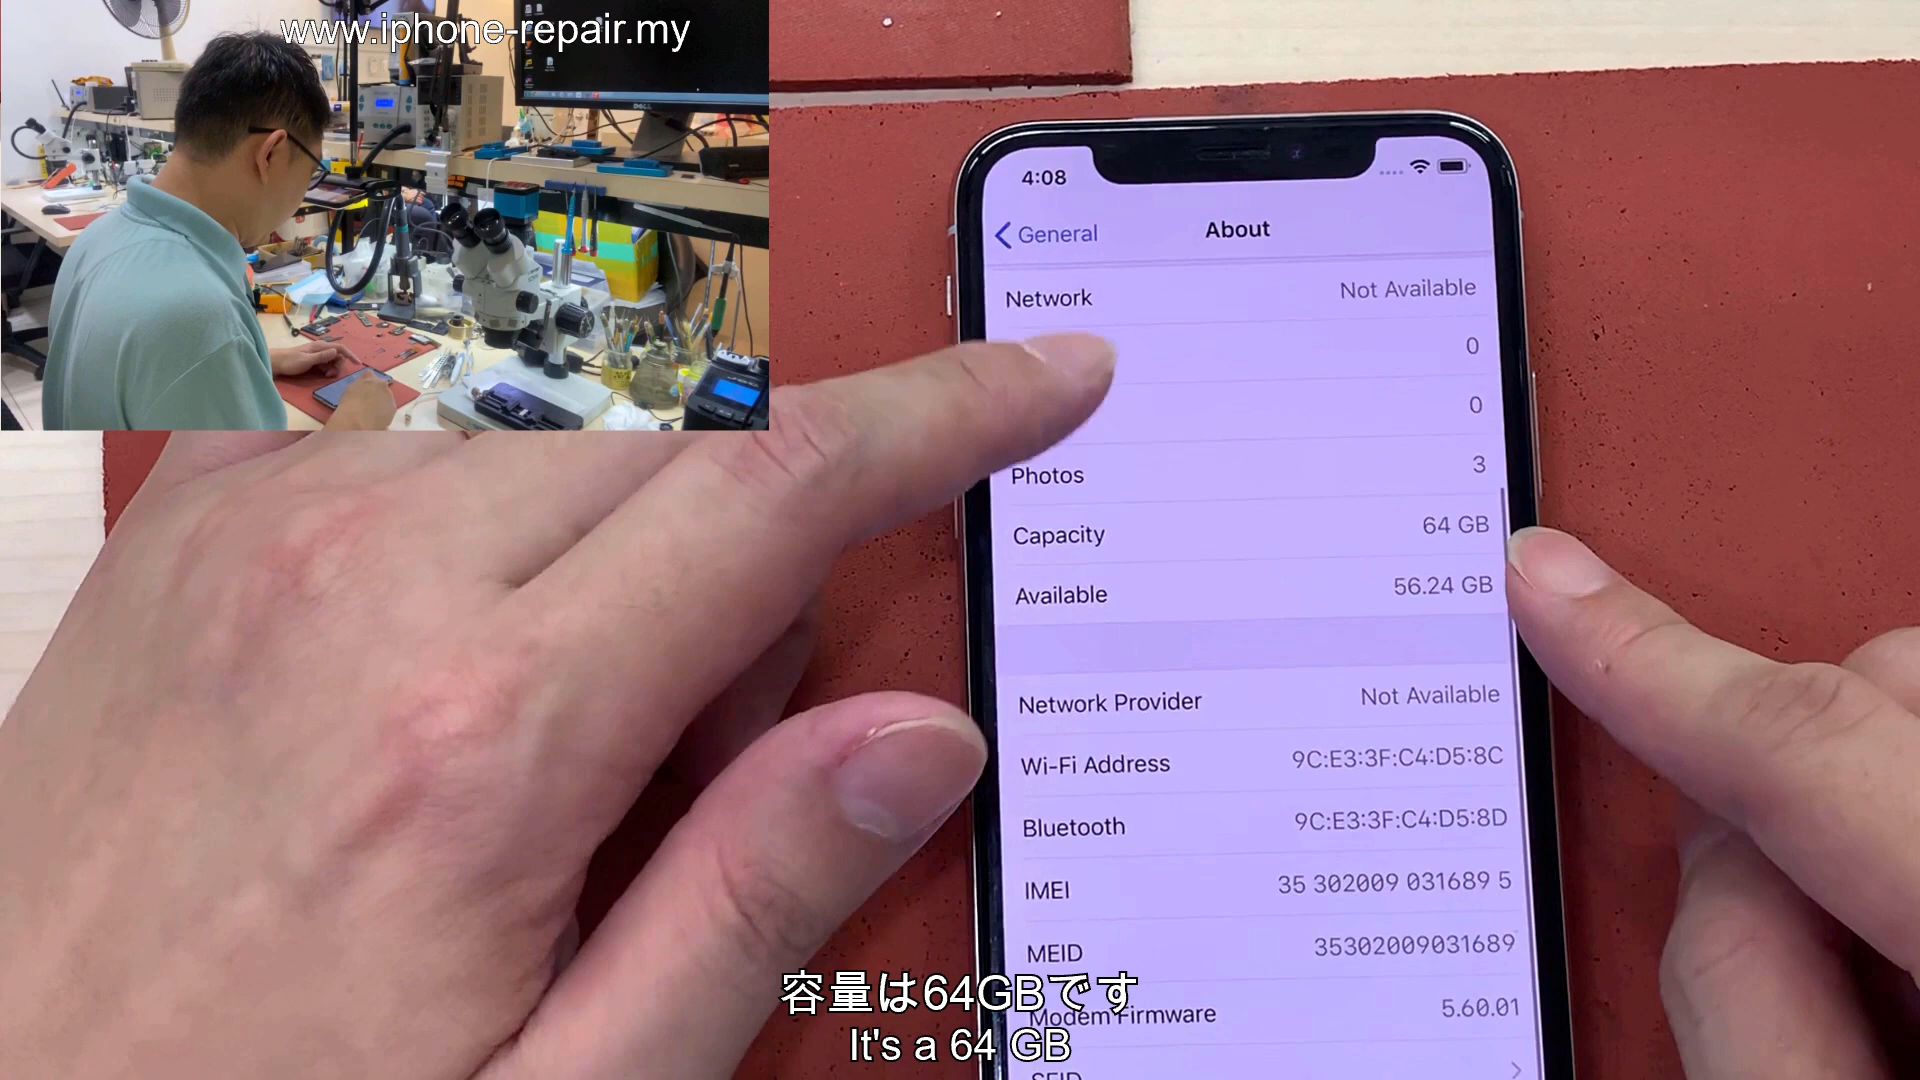 www.iphone-repair.my
DELL
4:08
General
About
Network Not Available
0
0
Photos 3
Capacity 64 GB
Available 56.24 GB
Network Provider Not Available
Wi-Fi Address 9C:E3:3F:C4:D5:8C
Bluetooth 9C:E3:3F:C4:D5:8D
IMEI 35 302009 031689 5
MEID 35302009031689
Modem Firmware 5.60.01
容量は64GBです
It's a 64 GB
SEID